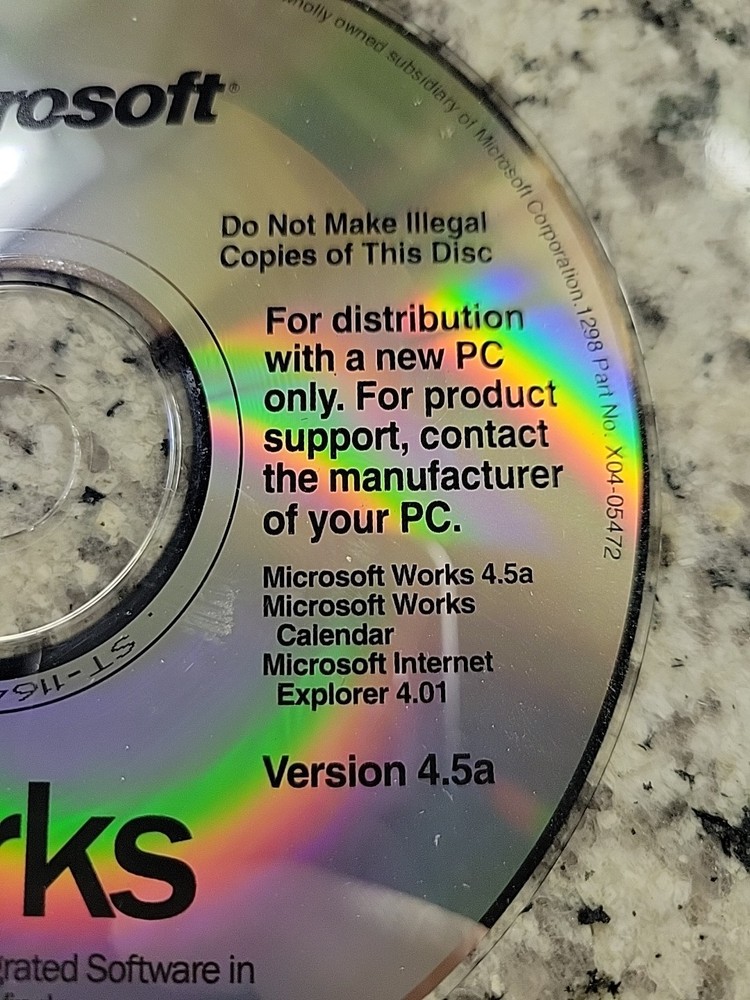 wholly owned subsidiary of Microsoft Corporation. 1298 Part No. X04-05472
rosoft®
Do Not Make Illegal
Copies of This Disc
For distribution
with a new PC
only. For product
support, contact
the manufacturer
of your PC.
Microsoft Works 4.5a
Microsoft Works
Calendar
Microsoft Internet
Explorer 4.01
Version 4.5a
rks
grated Software in